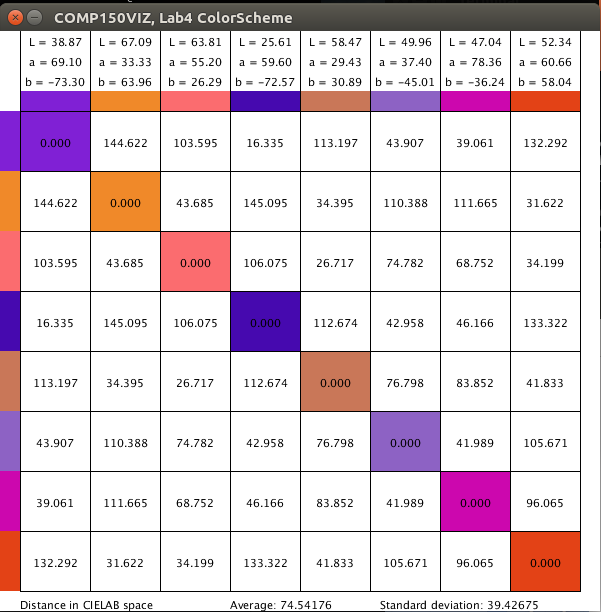 COMP150VIZ, Lab4 ColorScheme
L = 38.87 L = 67.09 L = 63.81 L = 25.61 L = 58.47 L = 49.96 L = 47.04 L = 52.34
a = 69.10 a = 33.33 a = 55.20 a = 59.60 a = 29.43 a = 37.40 a = 78.36 a = 60.66
b = −73.30 b = 63.96 b = 26.29 b = −72.57 b = 30.89 b = −45.01 b = −36.24 b = 58.04
0.000 144.622 103.595 16.335 113.197 43.907 39.061 132.292
144.622 0.000 43.685 145.095 34.395 110.388 111.665 31.622
103.595 43.685 0.000 106.075 26.717 74.782 68.752 34.199
16.335 145.095 106.075 0.000 112.674 42.958 46.166 133.322
113.197 34.395 26.717 112.674 0.000 76.798 83.852 41.833
43.907 110.388 74.782 42.958 76.798 0.000 41.989 105.671
39.061 111.665 68.752 46.166 83.852 41.989 0.000 96.065
132.292 31.622 34.199 133.322 41.833 105.671 96.065 0.000
Distance in CIELAB space Average: 74.54176 Standard deviation: 39.42675